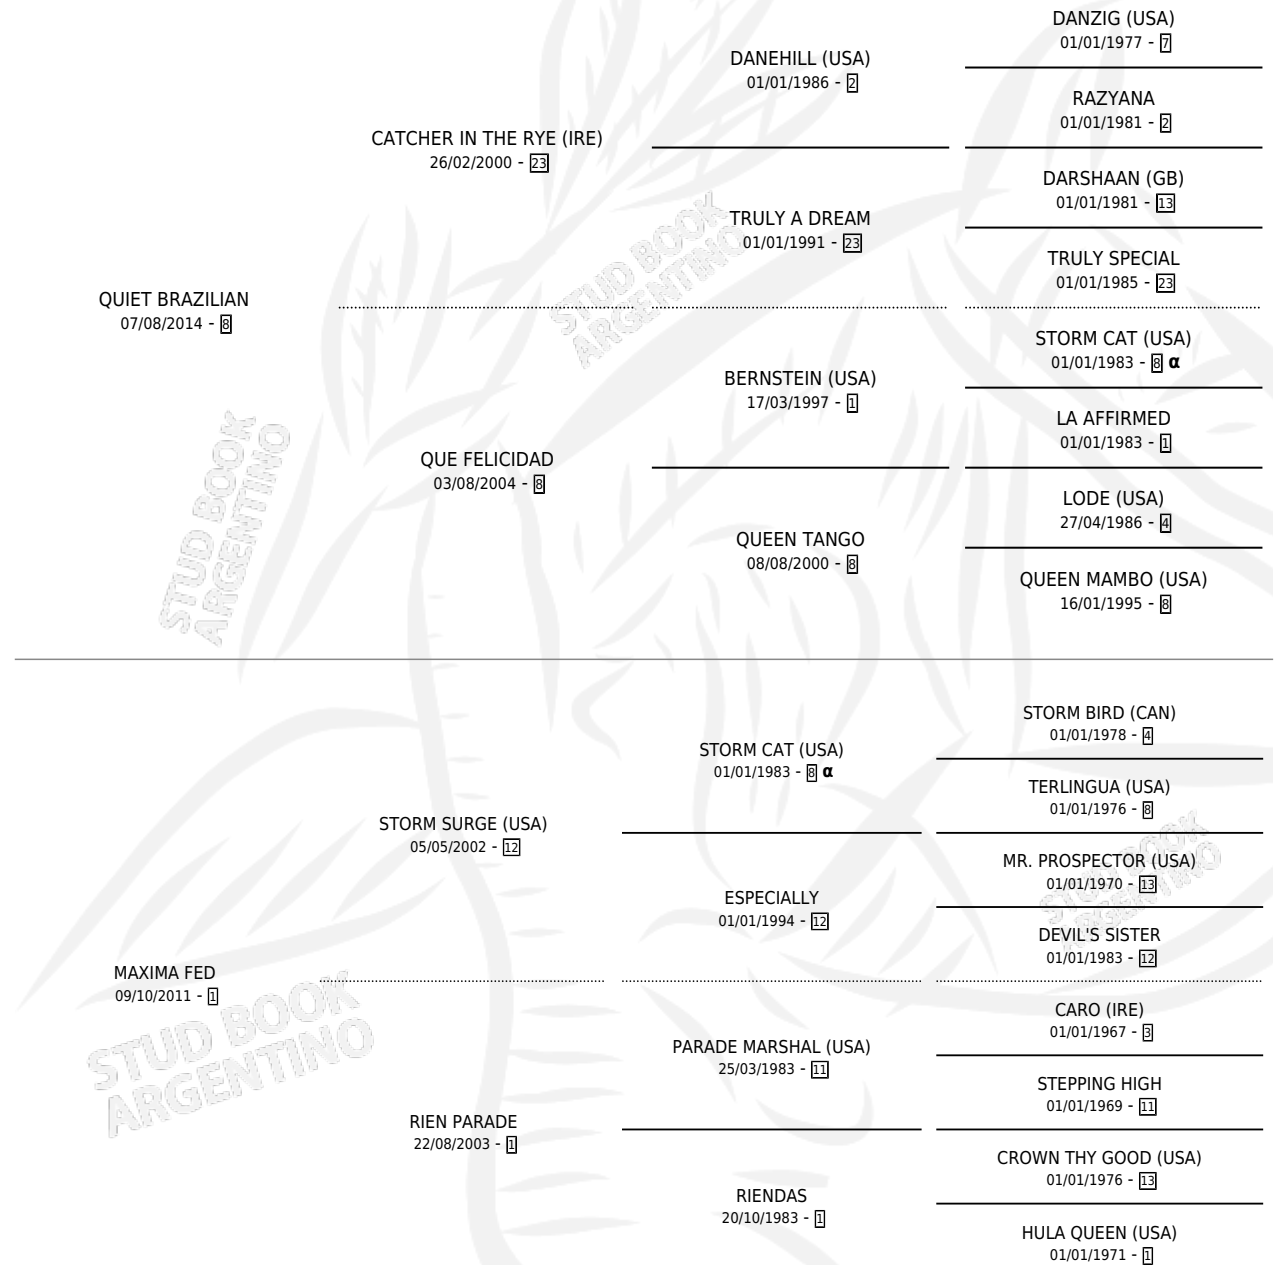 DANZIG (USA)
01/01/1977 - 7
DANEHILL (USA)
01/01/1986 - 2
RAZYANA
01/01/1981 - 2
CATCHER IN THE RYE (IRE)
26/02/2000 - 23
DARSHAAN (GB)
01/01/1981 - 13
TRULY A DREAM
01/01/1991 - 23
TRULY SPECIAL
01/01/1985 - 23
QUIET BRAZILIAN
07/08/2014 - 8
STORM CAT (USA)
01/01/1983 - 8 α
BERNSTEIN (USA)
17/03/1997 - 1
LA AFFIRMED
01/01/1983 - 1
QUE FELICIDAD
03/08/2004 - 8
LODE (USA)
27/04/1986 - 4
QUEEN TANGO
08/08/2000 - 8
QUEEN MAMBO (USA)
16/01/1995 - 8
STORM BIRD (CAN)
01/01/1978 - 4
STORM CAT (USA)
01/01/1983 - 8 α
TERLINGUA (USA)
01/01/1976 - 8
STORM SURGE (USA)
05/05/2002 - 12
MR. PROSPECTOR (USA)
01/01/1970 - 13
ESPECIALLY
01/01/1994 - 12
DEVIL'S SISTER
01/01/1983 - 12
MAXIMA FED
09/10/2011 - 1
CARO (IRE)
01/01/1967 - 3
PARADE MARSHAL (USA)
25/03/1983 - 11
STEPPING HIGH
01/01/1969 - 11
RIEN PARADE
22/08/2003 - 1
CROWN THY GOOD (USA)
01/01/1976 - 13
RIENDAS
20/10/1983 - 1
HULA QUEEN (USA)
01/01/1971 - 1
STUD BOOK
ARGENTINO
STUD BOOK
ARGENTINO
STUD BOOK
ARGENTINO
STUD BOOK
ARGENTINO